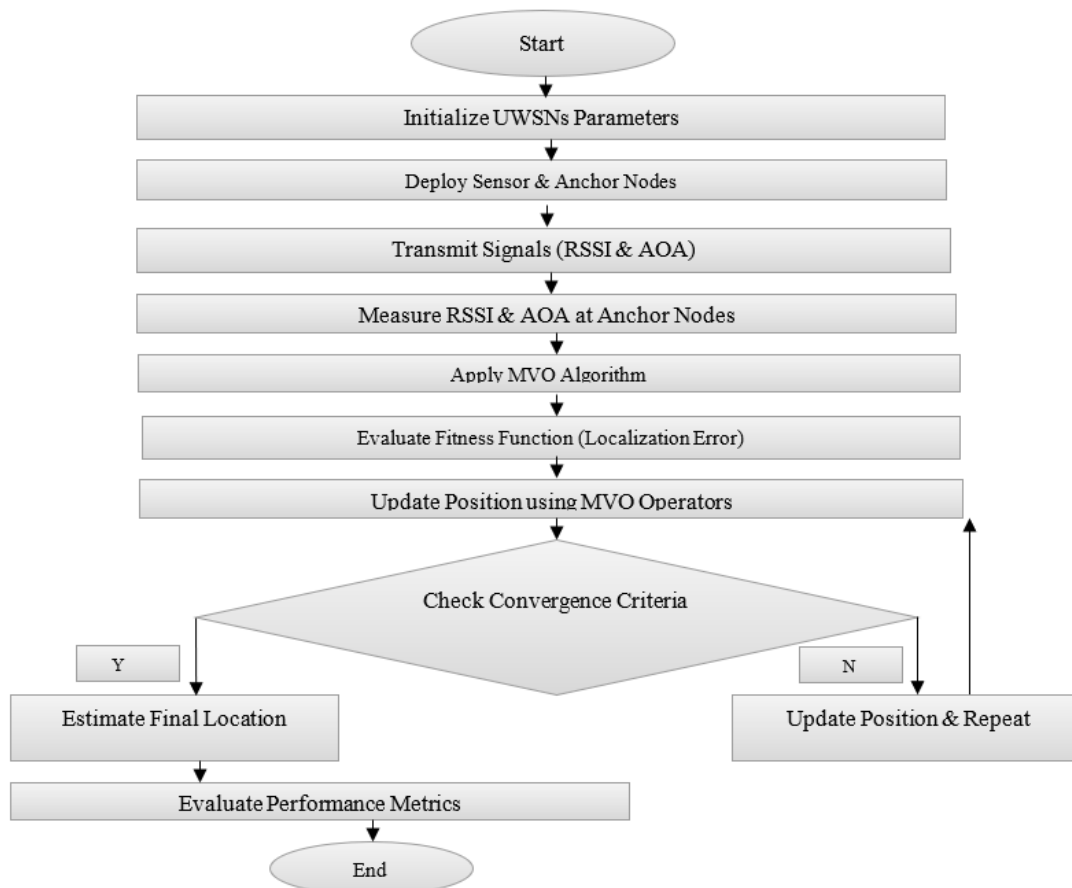 Start
Initialize UWSNs Parameters
Deploy Sensor & Anchor Nodes
Transmit Signals (RSSI & AOA)
Measure RSSI & AOA at Anchor Nodes
Apply MVO Algorithm
Evaluate Fitness Function (Localization Error)
Update Position using MVO Operators
Check Convergence Criteria
Y
N
Estimate Final Location
Update Position & Repeat
Evaluate Performance Metrics
End